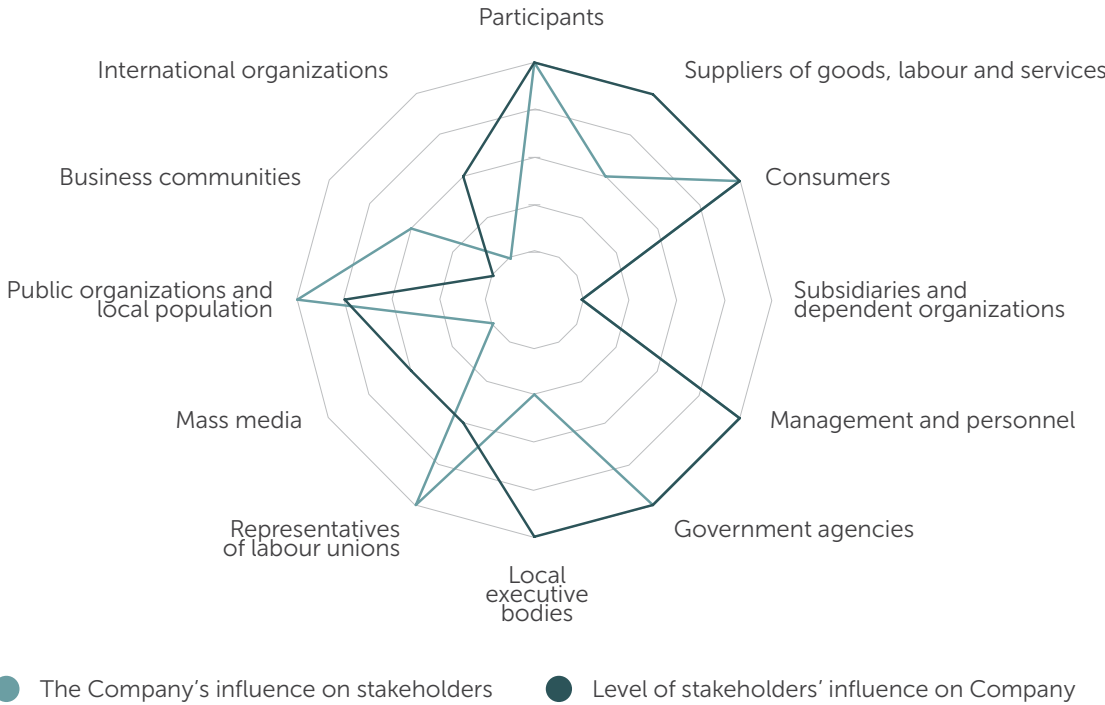 Participants
International organizations
Suppliers of goods, labour and services
Business communities
Consumers
Public organizations and
local population
Subsidiaries and
dependent organizations
Mass media
Management and personnel
Representatives
of labour unions
Government agencies
Local
executive
bodies
The Company’s influence on stakeholders
Level of stakeholders’ influence on Company